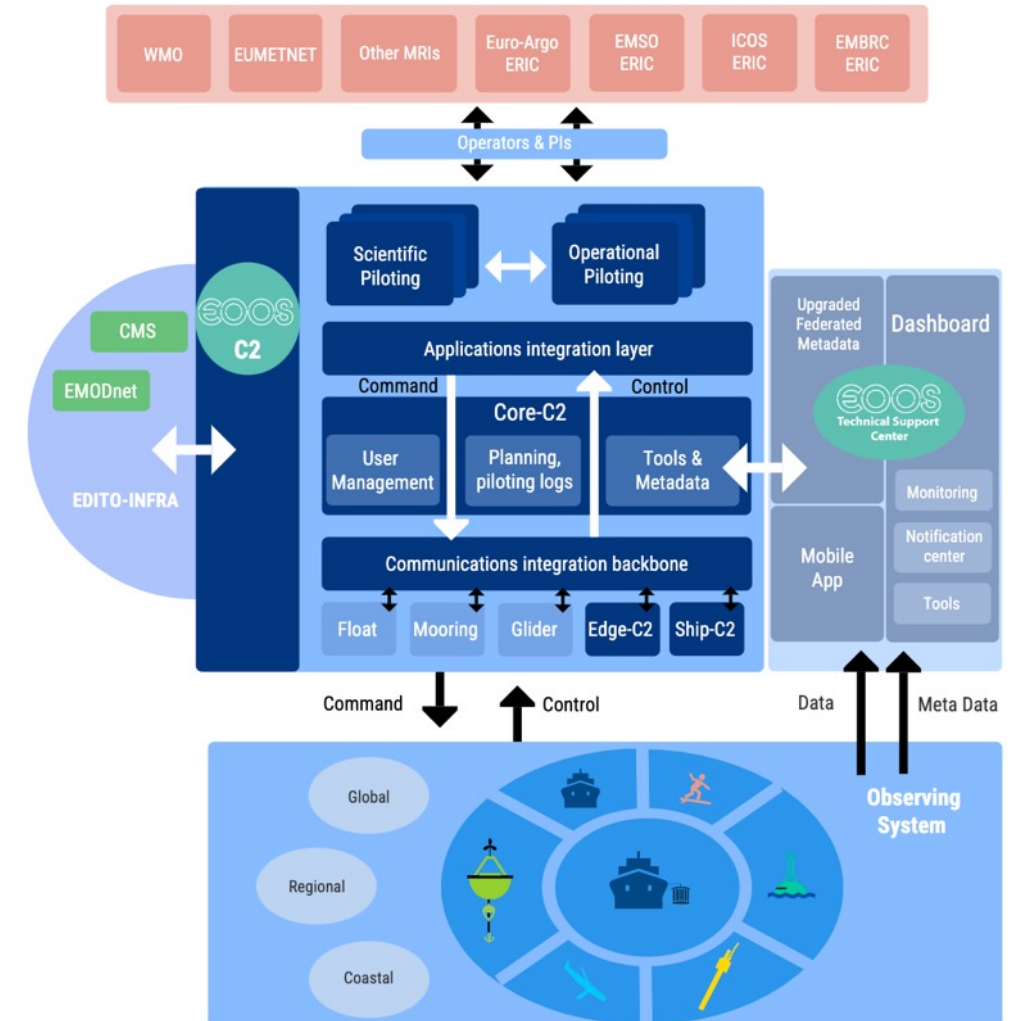 WMO
EUMETNET
Other MRIs
Euro-Argo
ERIC
EMSO
ERIC
ICOS
ERIC
EMBRC
ERIC
Operators & PIs
Scientific
Piloting
Operational
Piloting
EOOS
C2
CMS
EMODnet
EDITO-INFRA
Applications integration layer
Command
Control
Core-C2
User
Management
Planning,
piloting logs
Tools &
Metadata
Communications integration backbone
Float
Mooring
Glider
Edge-C2
Ship-C2
Upgraded
Federated
Metadata
Dashboard
EOOS
Technical Support
Center
Monitoring
Notification
center
Tools
Mobile
App
Command
Control
Data
Meta Data
Observing
System
Global
Regional
Coastal